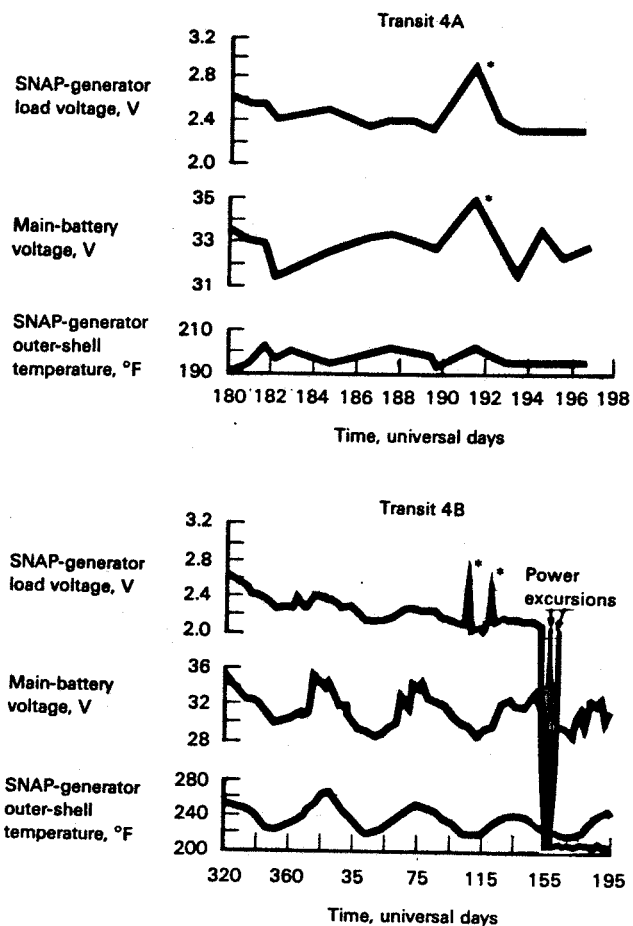 Transit 4A
3.2
2.8
2.4
2.0
SNAP-generator
load voltage, V
*
35
33
31
Main-battery
voltage, V
*
SNAP-generator
outer-shell
temperature, °F
210
190
180 182 184 186 188 190 192 194 196 198
Time, universal days
Transit 4B
3.2
2.8
2.4
2.0
SNAP-generator
load voltage, V
* *
Power
excursions
36
32
28
Main-battery
voltage, V
280
240
200
SNAP-generator
outer-shell
temperature, °F
320 360 35 75 115 155 195
Time, universal days